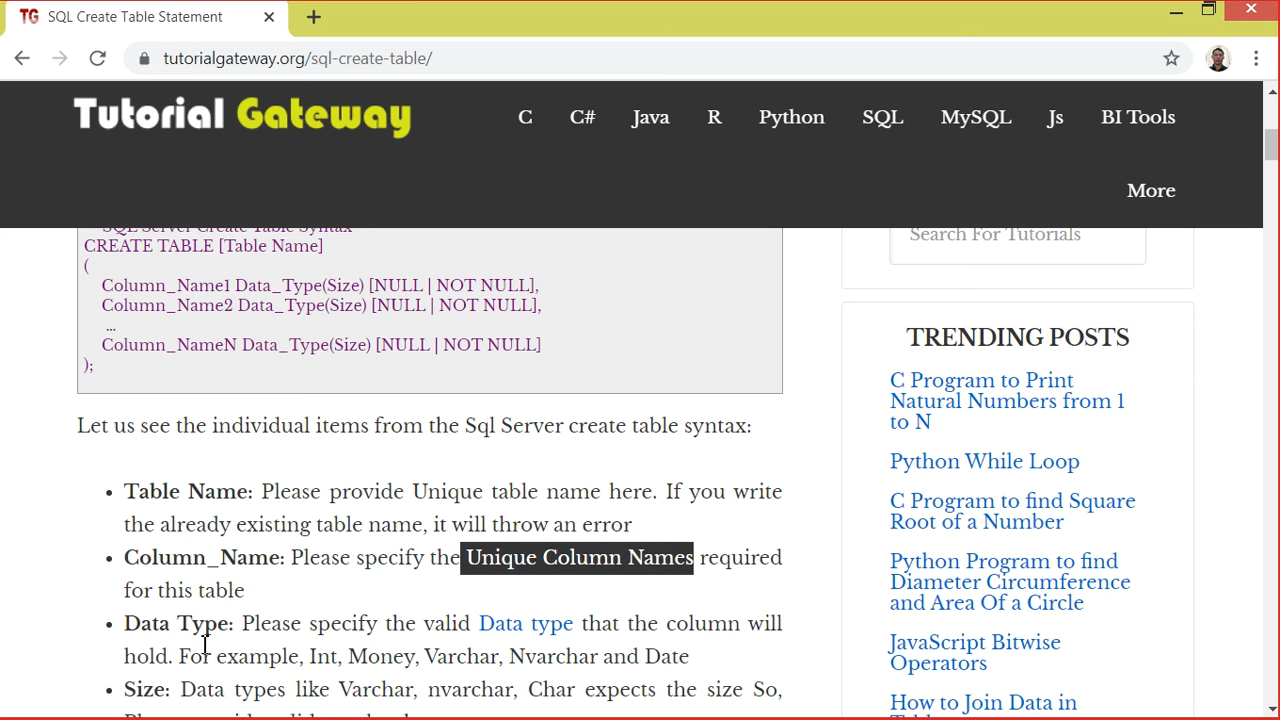 TG SQL Create Table Statement
tutorialgateway.org/sql-create-table/
Tutorial Gateway
C C# Java R Python SQL MySQL Js BI Tools
More
SQL Server Create Table Syntax
CREATE TABLE [Table Name]
(
Column_Name1 Data_Type(Size) [NULL | NOT NULL],
Column_Name2 Data_Type(Size) [NULL | NOT NULL],
...
Column_NameN Data_Type(Size) [NULL | NOT NULL]
);
Let us see the individual items from the Sql Server create table syntax:
• Table Name: Please provide Unique table name here. If you write
the already existing table name, it will throw an error
• Column_Name: Please specify the Unique Column Names required
for this table
• Data Type: Please specify the valid Data type that the column will
hold. For example, Int, Money, Varchar, Nvarchar and Date
• Size: Data types like Varchar, nvarchar, Char expects the size So,
Search For Tutorials
TRENDING POSTS
C Program to Print
Natural Numbers from 1
to N
Python While Loop
C Program to find Square
Root of a Number
Python Program to find
Diameter Circumference
and Area Of a Circle
JavaScript Bitwise
Operators
How to Join Data in